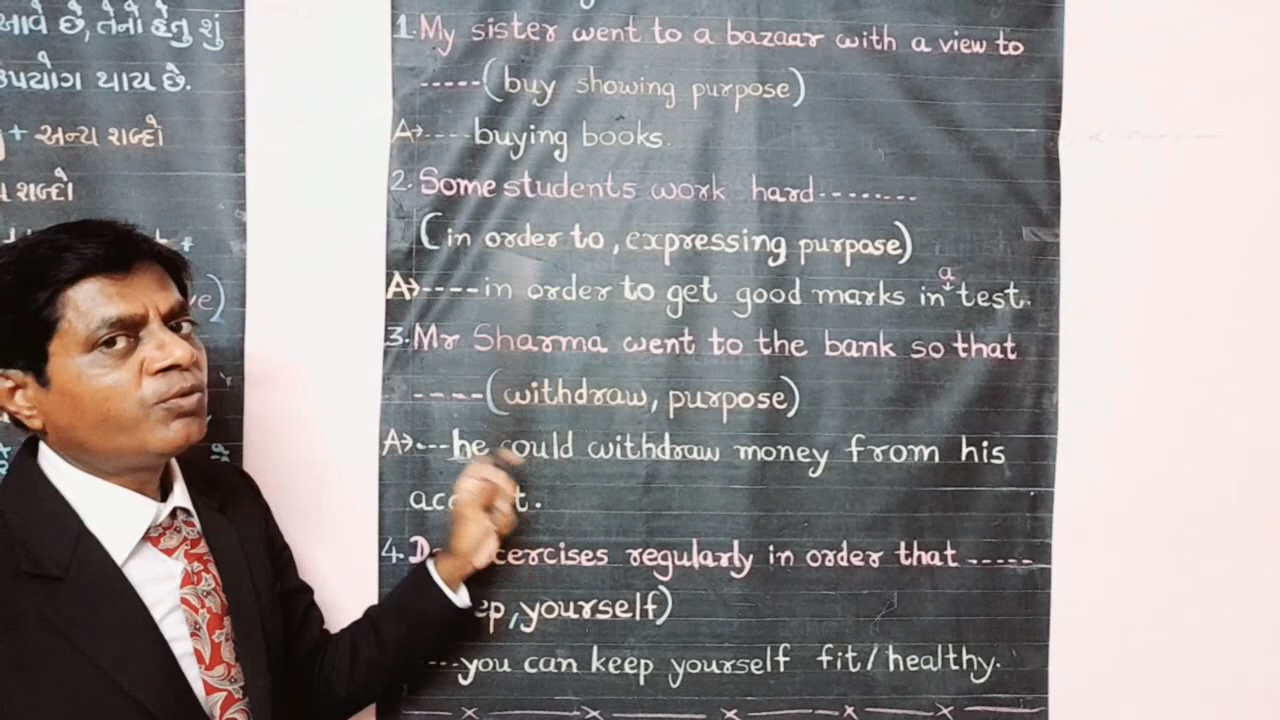 આવે છે, તેનો હેતુ શું
ઉપયોગ થાય છે.
+ અન્ય શબ્દો
શબ્દો
1. My sister went to a bazaar with a view to
-----(buy showing purpose)
A→----buying books.
2. Some students work hard--------
(in order to, expressing purpose)
A→----in order to get good marks in a test.
3. Mr Sharma went to the bank so that
----(withdraw, purpose)
A→---he could withdraw money from his
4. regularly in order that -----
yourself)
---you can keep yourself fit/healthy.